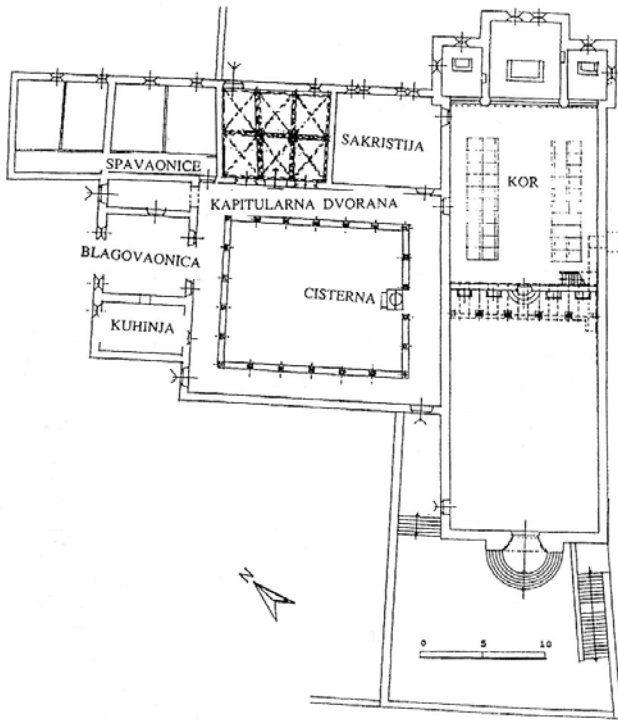 SAKRISTIJA
SPAVAONICE
KOR
KAPITULARNA DVORANA
BLAGOVAONICA
CISTERNA
KUHINJA
N
0 5 10